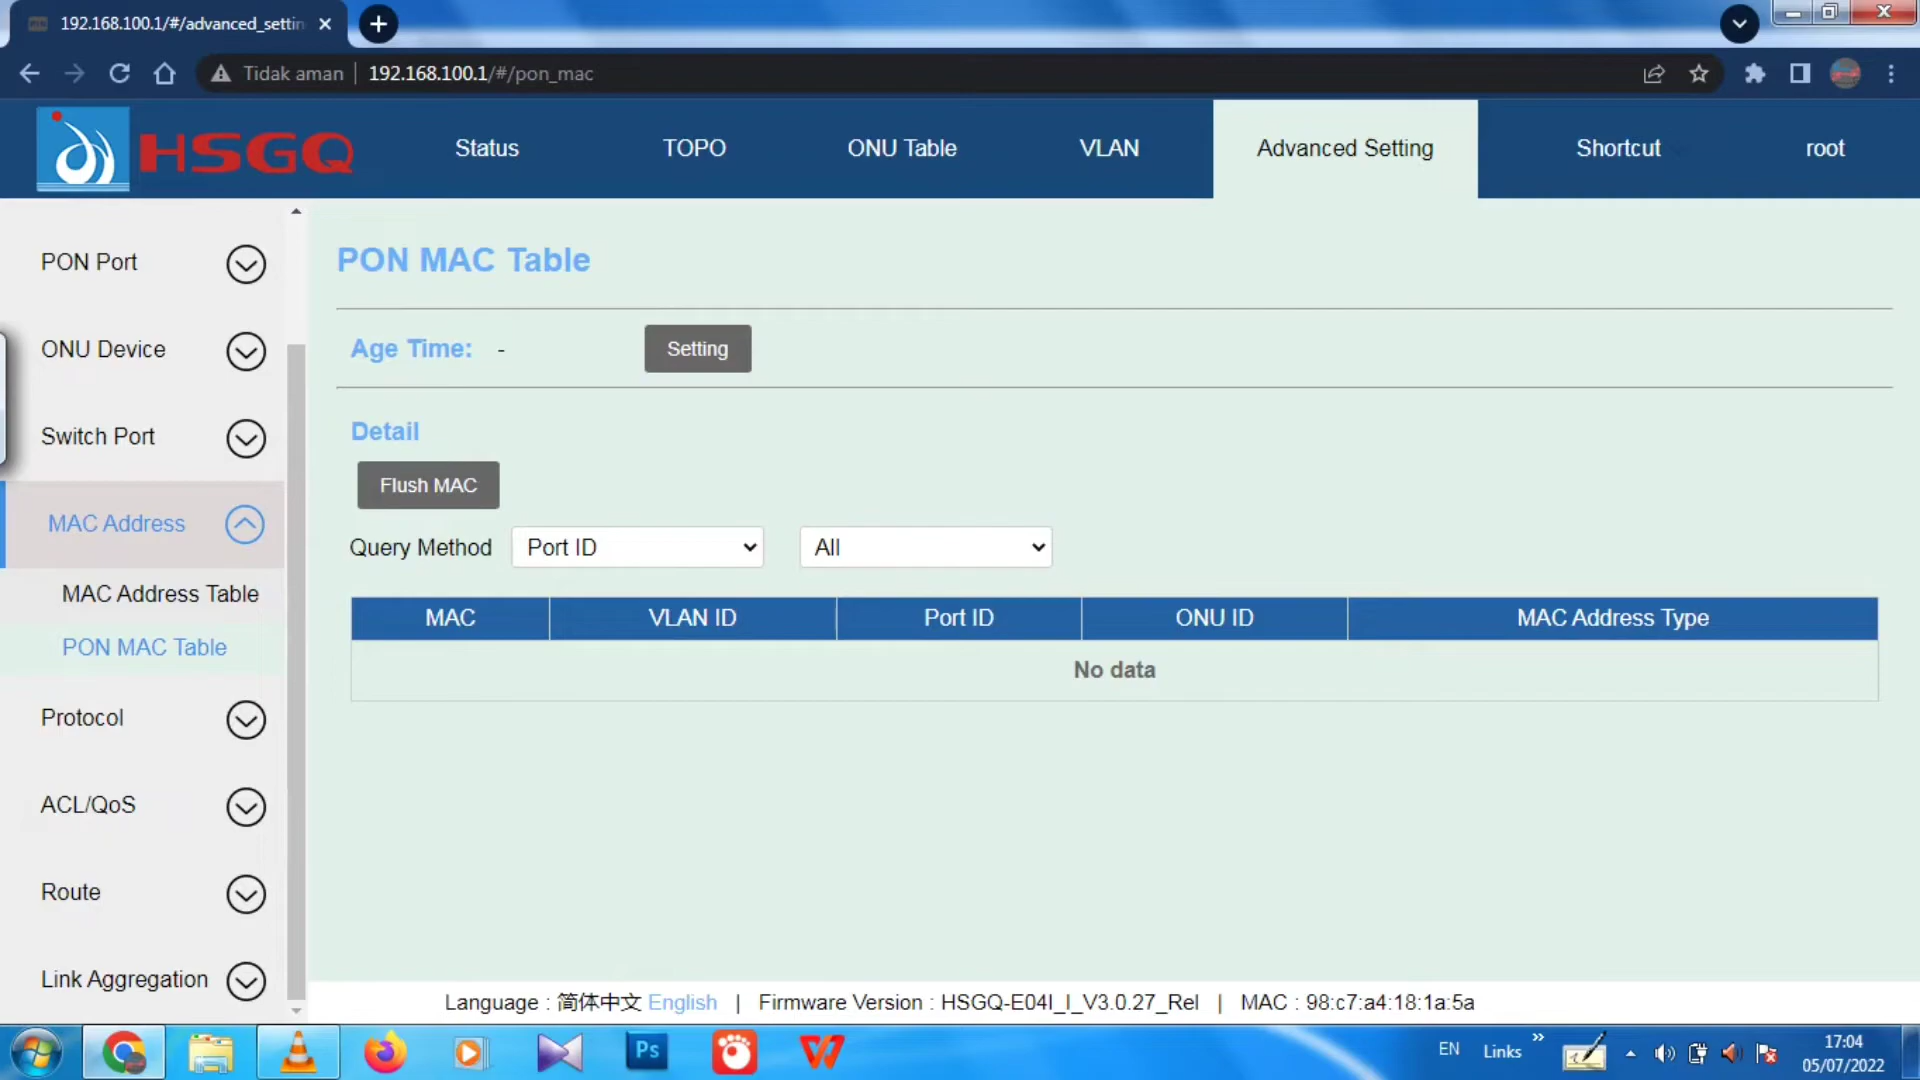 192.168.100.1/#/advanced_settin
Tidak aman
192.168.100.1/#/pon_mac
HSGQ
Status
TOPO
ONU Table
VLAN
Advanced Setting
Shortcut
root
PON Port
ONU Device
Switch Port
MAC Address
MAC Address Table
PON MAC Table
Protocol
ACL/QoS
Route
Link Aggregation
PON MAC Table
Age Time: -
Setting
Detail
Flush MAC
Query Method
Port ID
All
MAC VLAN ID Port ID ONU ID MAC Address Type
No data
Language : 简体中文 English | Firmware Version : HSGQ-E04I_I_V3.0.27_Rel | MAC : 98:c7:a4:18:1a:5a
Ps
EN
Links
17:04
05/07/2022